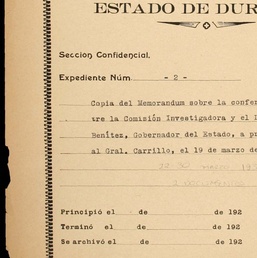 ESTADO DE DUR
Seccion Confidencial.
Expediente Núm - 2 -
Copia del Memorandum sobre la confe
tre la Comisión Investigadora y el
Benítez, Gobernador del Estado, a p
al Gral. Carrillo, el 19 de marzo de
Principió el de de 192
Terminó el de de 192
Se archivó el de de 192